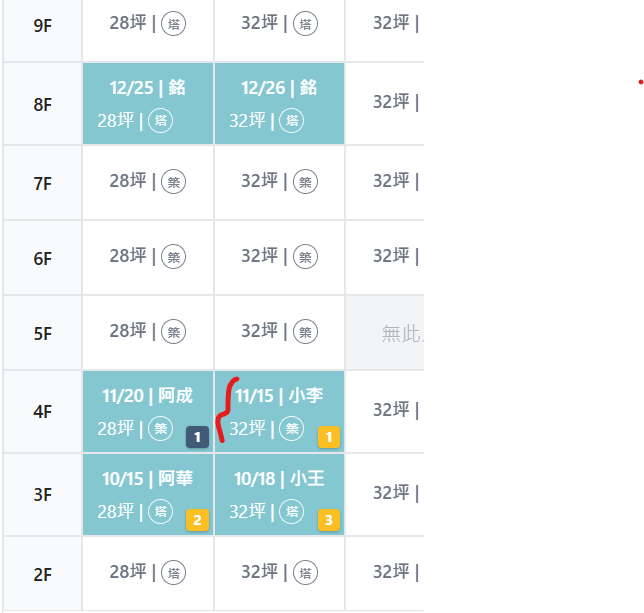 9F 28坪 | 塔 32坪 | 塔 32坪 |
8F 12/25 | 銘 12/26 | 銘 32坪 |
28坪 | 塔 32坪 | 塔
7F 28坪 | 築 32坪 | 築 32坪 |
6F 28坪 | 築 32坪 | 築 32坪 |
5F 28坪 | 築 32坪 | 築 無此
4F 11/20 | 阿成 11/15 | 小李 32坪 |
28坪 | 築 1 32坪 | 築 1
3F 10/15 | 阿華 10/18 | 小王 32坪 |
28坪 | 塔 2 32坪 | 塔 3
2F 28坪 | 塔 32坪 | 塔 32坪 |